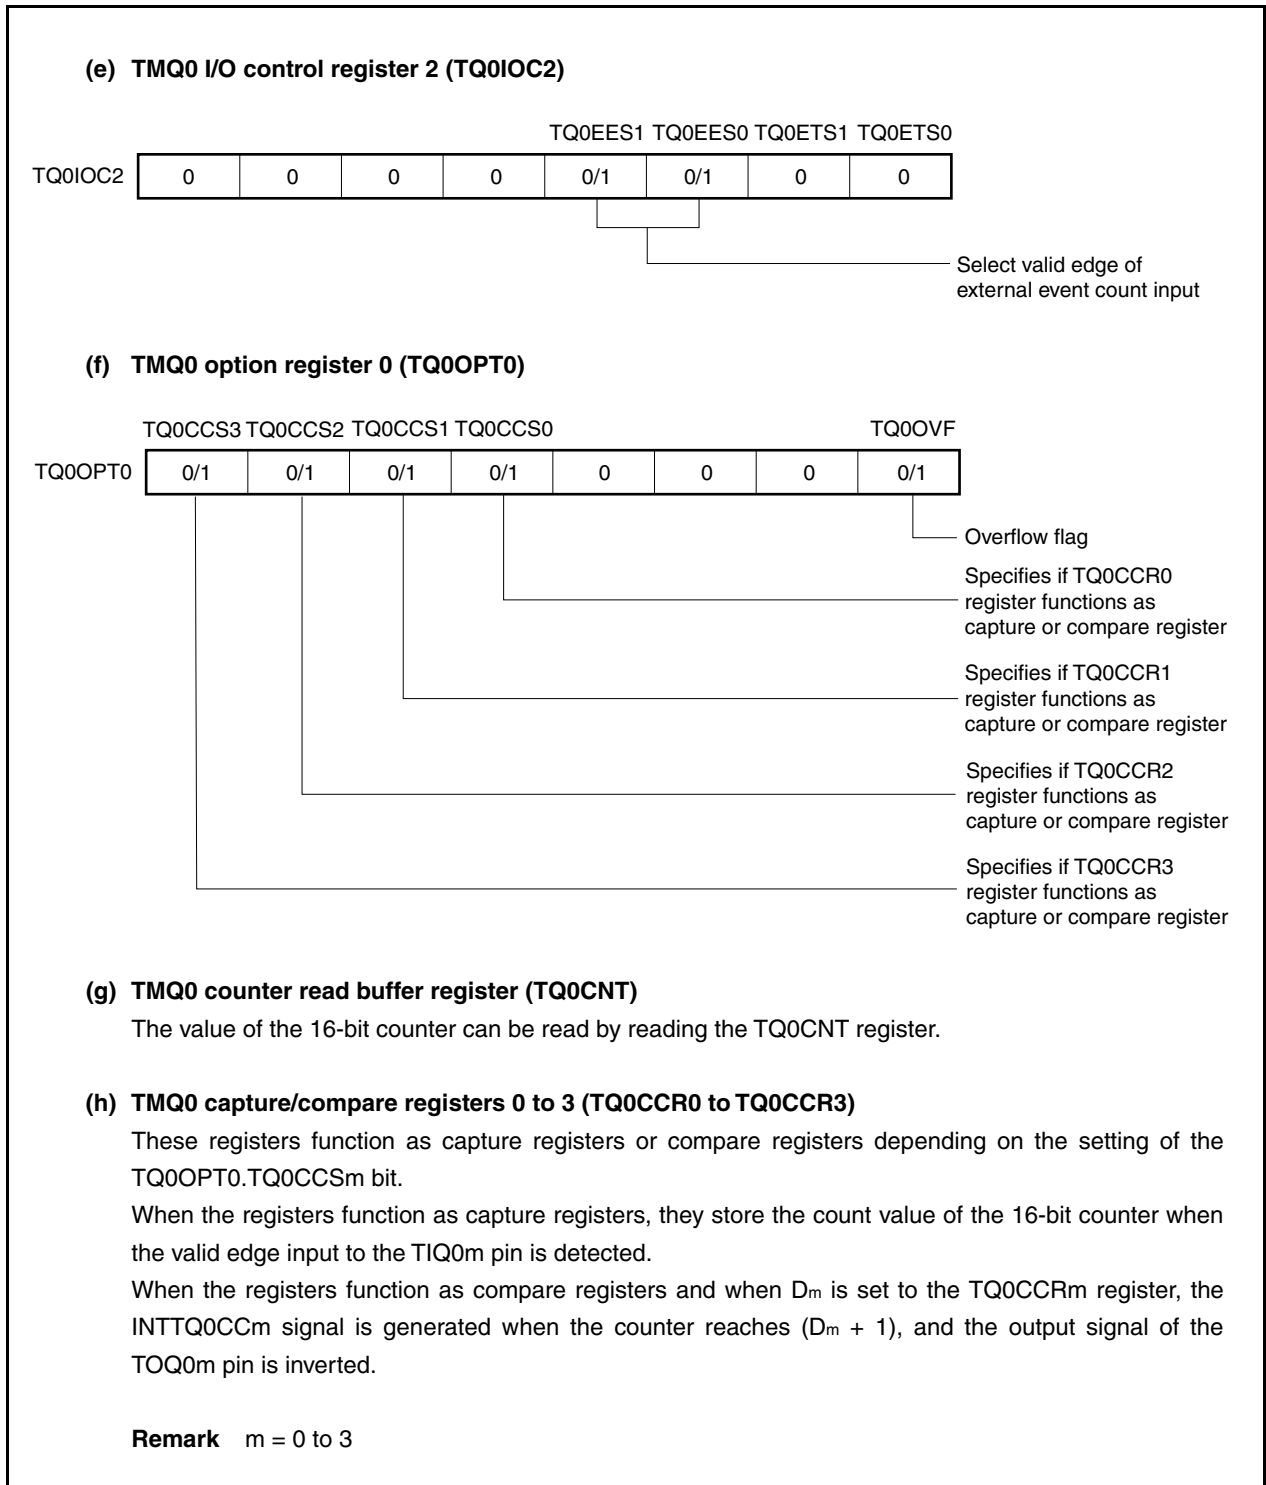 (e) TMQ0 I/O control register 2 (TQ0IOC2)
TQ0EES1 TQ0EES0 TQ0ETS1 TQ0ETS0
TQ0IOC2 0 0 0 0 0/1 0/1 0 0
Select valid edge of
external event count input
(f) TMQ0 option register 0 (TQ0OPT0)
TQ0CCS3 TQ0CCS2 TQ0CCS1 TQ0CCS0 TQ0OVF
TQ0OPT0 0/1 0/1 0/1 0/1 0 0 0 0/1
Overflow flag
Specifies if TQ0CCR0
register functions as
capture or compare register
Specifies if TQ0CCR1
register functions as
capture or compare register
Specifies if TQ0CCR2
register functions as
capture or compare register
Specifies if TQ0CCR3
register functions as
capture or compare register
(g) TMQ0 counter read buffer register (TQ0CNT)
The value of the 16-bit counter can be read by reading the TQ0CNT register.
(h) TMQ0 capture/compare registers 0 to 3 (TQ0CCR0 to TQ0CCR3)
These registers function as capture registers or compare registers depending on the setting of the
TQ0OPT0.TQ0CCSm bit.
When the registers function as capture registers, they store the count value of the 16-bit counter when
the valid edge input to the TIQ0m pin is detected.
When the registers function as compare registers and when Dm is set to the TQ0CCRm register, the
INTTQ0CCm signal is generated when the counter reaches (Dm + 1), and the output signal of the
TOQ0m pin is inverted.
Remark m = 0 to 3